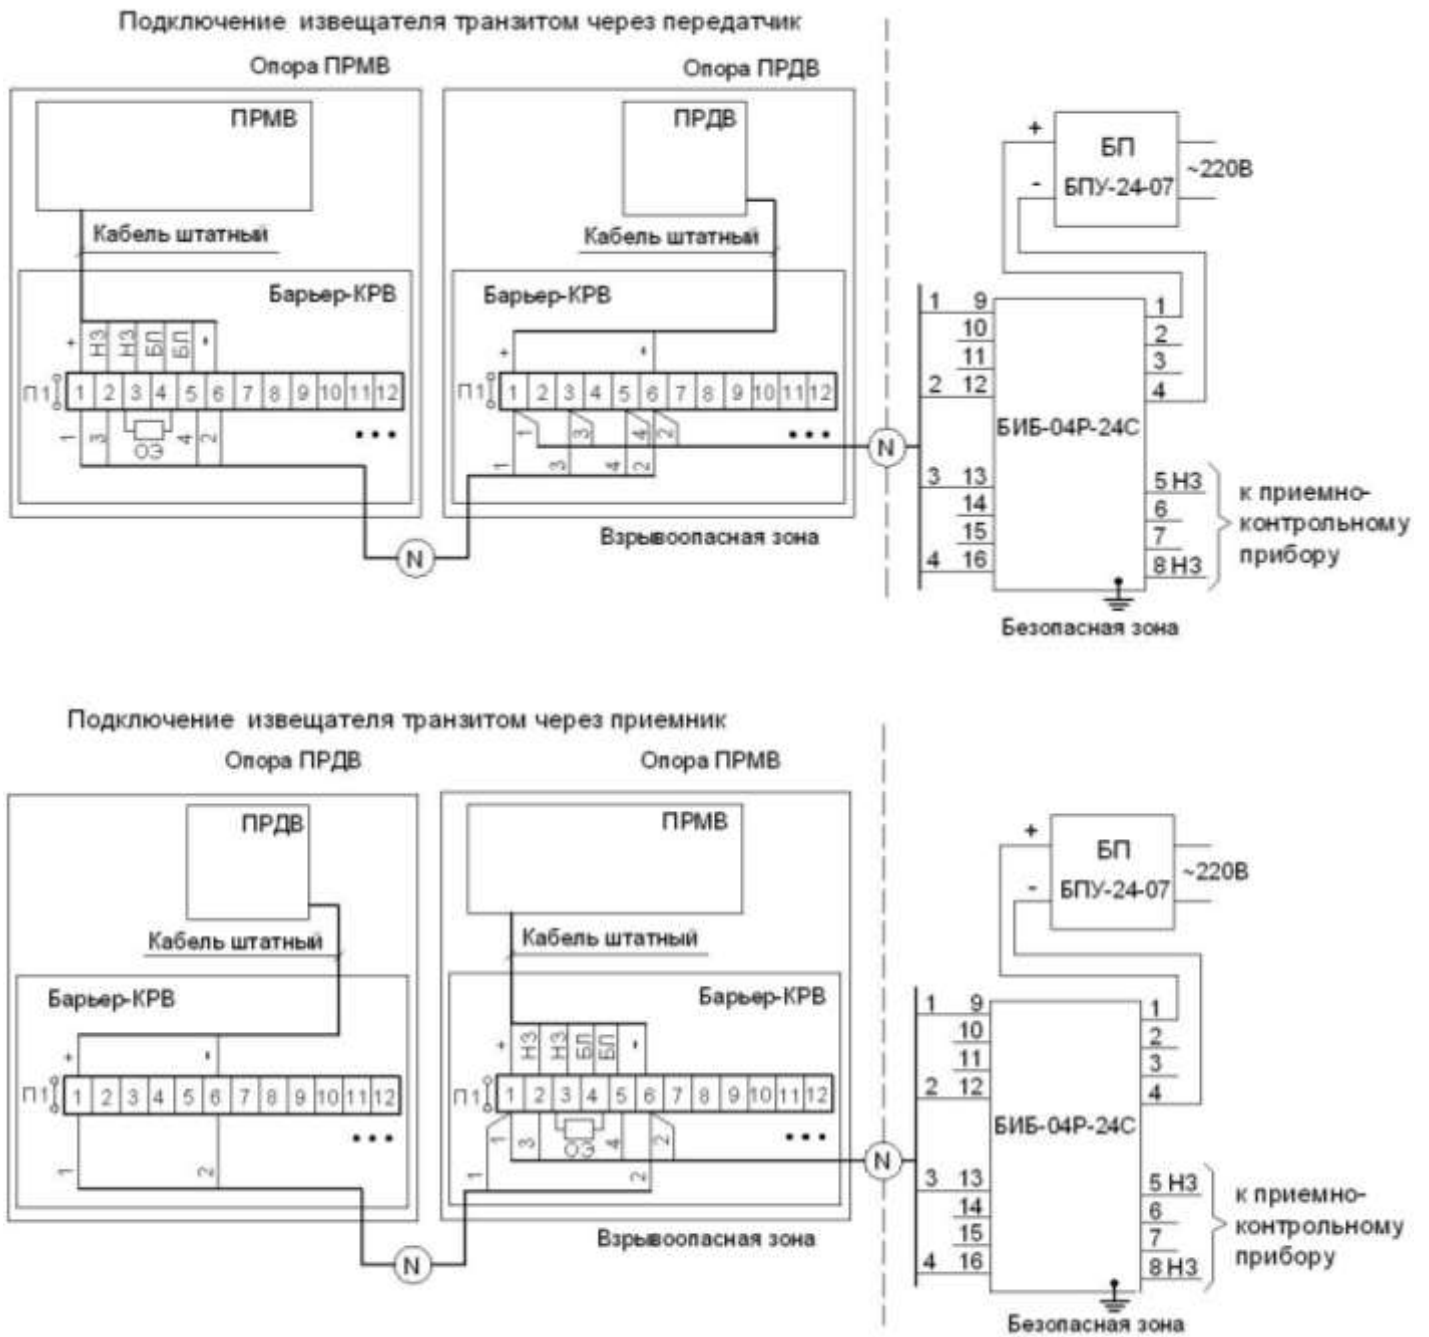 Подключение извещателя транзитом через передатчик
Опора ПРМВ
Опора ПРДВ
ПРМВ
ПРДВ
Кабель штатный
Кабель штатный
Барьер-КРВ
Барьер-КРВ
+ НЗ НЗ БЛ БЛ -
+ -
П1 1 2 3 4 5 6 7 8 9 10 11 12
П1 1 2 3 4 5 6 7 8 9 10 11 12
1 3 ОЭ 4 2
1 3 4 2
1 3 4 2
N
N
Взрывоопасная зона
+
-
БП
БПУ-24-07
~220В
1 9
10
11
2 12
3 13
14
15
4 16
БИБ-04Р-24С
1
2
3
4
5 НЗ
6
7
8 НЗ
к приемно-
контрольному
прибору
Безопасная зона
Подключение извещателя транзитом через приемник
Опора ПРДВ
Опора ПРМВ
ПРДВ
ПРМВ
Кабель штатный
Кабель штатный
Барьер-КРВ
Барьер-КРВ
+ -
+ НЗ НЗ БЛ БЛ -
П1 1 2 3 4 5 6 7 8 9 10 11 12
П1 1 2 3 4 5 6 7 8 9 10 11 12
1 2
1 3 ОЭ 4 2
1 2
N
N
Взрывоопасная зона
+
-
БП
БПУ-24-07
~220В
1 9
10
11
2 12
3 13
14
15
4 16
БИБ-04Р-24С
1
2
3
4
5 НЗ
6
7
8 НЗ
к приемно-
контрольному
прибору
Безопасная зона